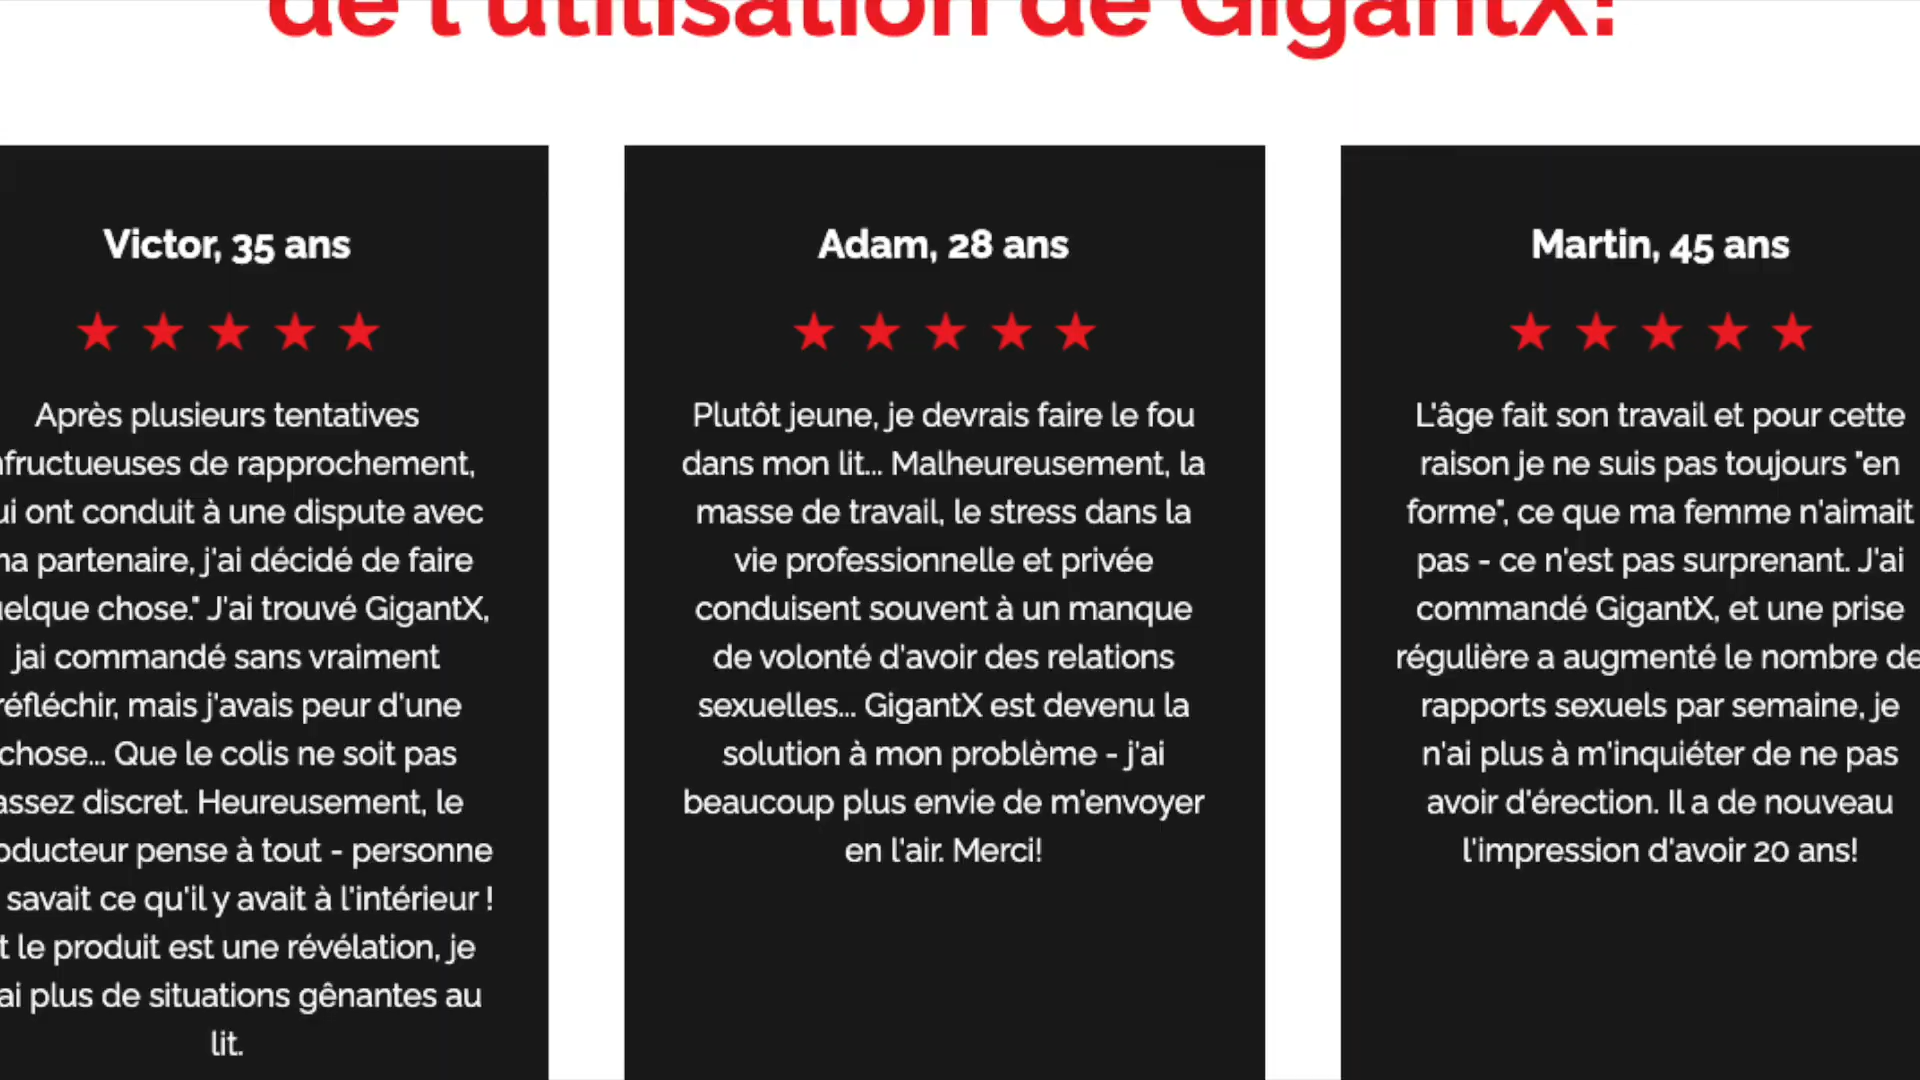 de l'utilisation de GigantX!
Victor, 35 ans
★ ★ ★ ★ ★
Après plusieurs tentatives
fructueuses de rapprochement,
ui ont conduit à une dispute avec
partenaire, j'ai décidé de faire
elque chose." J'ai trouvé GigantX,
jai commandé sans vraiment
réfléchir, mais j'avais peur d'une
chose... Que le colis ne soit pas
assez discret. Heureusement, le
oducteur pense à tout - personne
savait ce qu'il y avait à l'intérieur !
t le produit est une révélation, je
ai plus de situations gênantes au
lit.
Adam, 28 ans
★ ★ ★ ★ ★
Plutôt jeune, je devrais faire le fou
dans mon lit... Malheureusement, la
masse de travail, le stress dans la
vie professionnelle et privée
conduisent souvent à un manque
de volonté d'avoir des relations
sexuelles... GigantX est devenu la
solution à mon problème - j'ai
beaucoup plus envie de m'envoyer
en l'air. Merci!
Martin, 45 ans
★ ★ ★ ★ ★
L'âge fait son travail et pour cette
raison je ne suis pas toujours "en
forme", ce que ma femme n'aimait
pas - ce n'est pas surprenant. J'ai
commandé GigantX, et une prise
régulière a augmenté le nombre de
rapports sexuels par semaine, je
n'ai plus à m'inquiéter de ne pas
avoir d'érection. Il a de nouveau
l'impression d'avoir 20 ans!